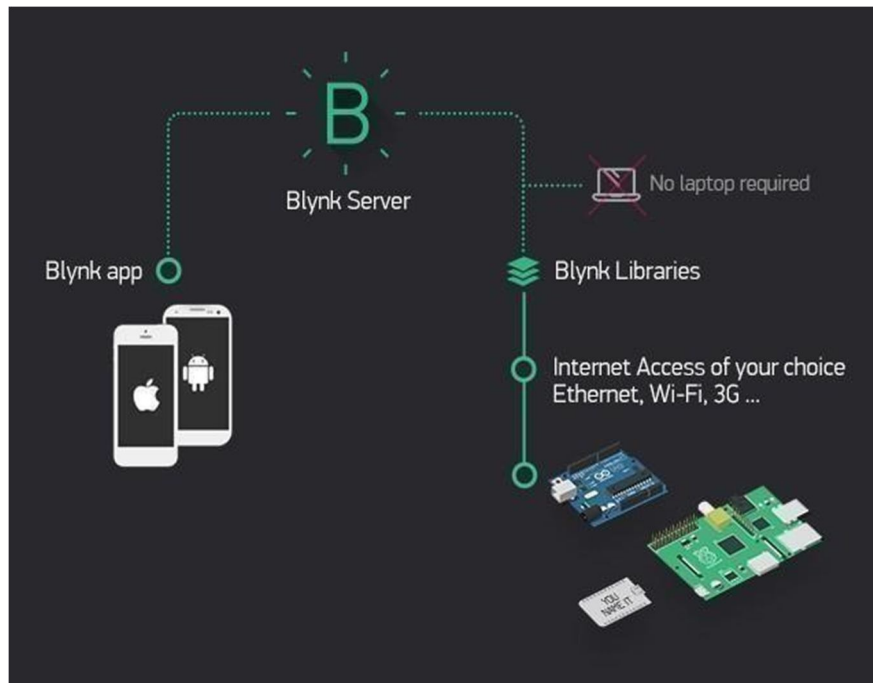 B
Blynk Server
No laptop required
Blynk app
Blynk Libraries
Internet Access of your choice
Ethernet, Wi-Fi, 3G ...
YOU
NAME IT